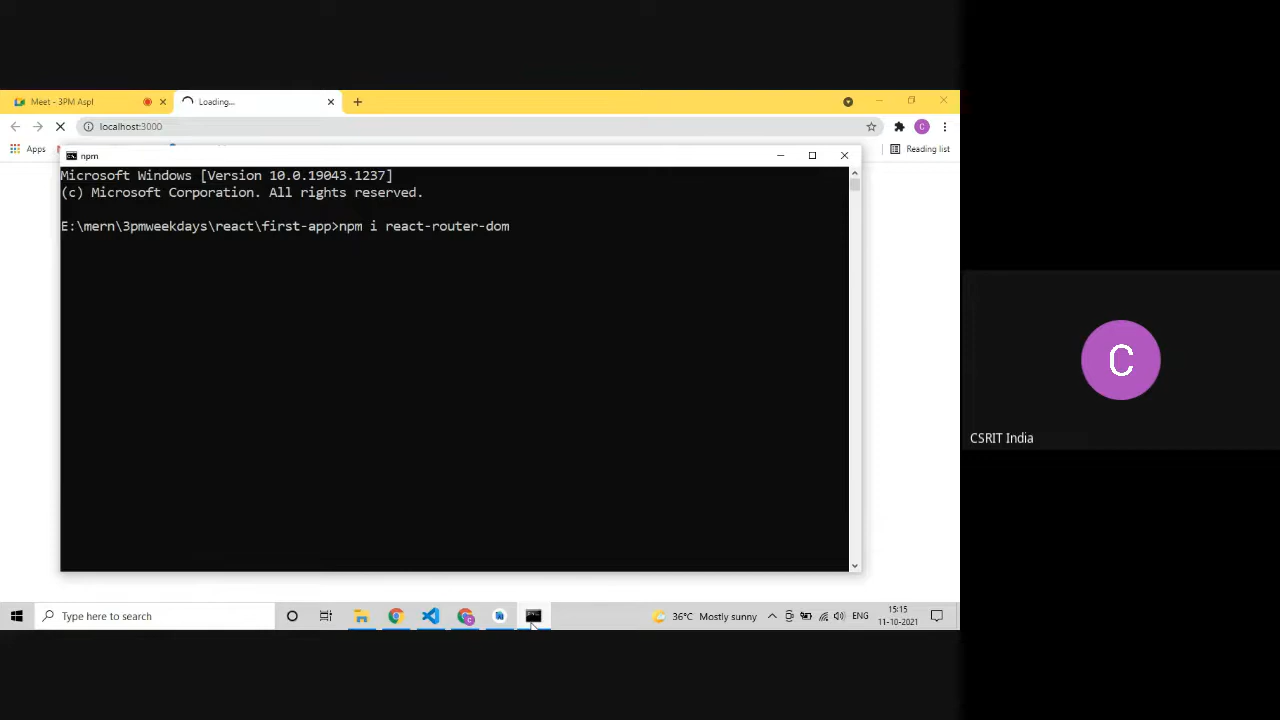 Meet - 3PM Aspl
Loading...
localhost:3000
Apps
Reading list
npm
Microsoft Windows [Version 10.0.19043.1237]
(c) Microsoft Corporation. All rights reserved.
E:\mern\3pmweekdays\react\first-app>npm i react-router-dom
C
CSRIT India
Type here to search
36°C Mostly sunny
ENG
15:15
11-10-2021